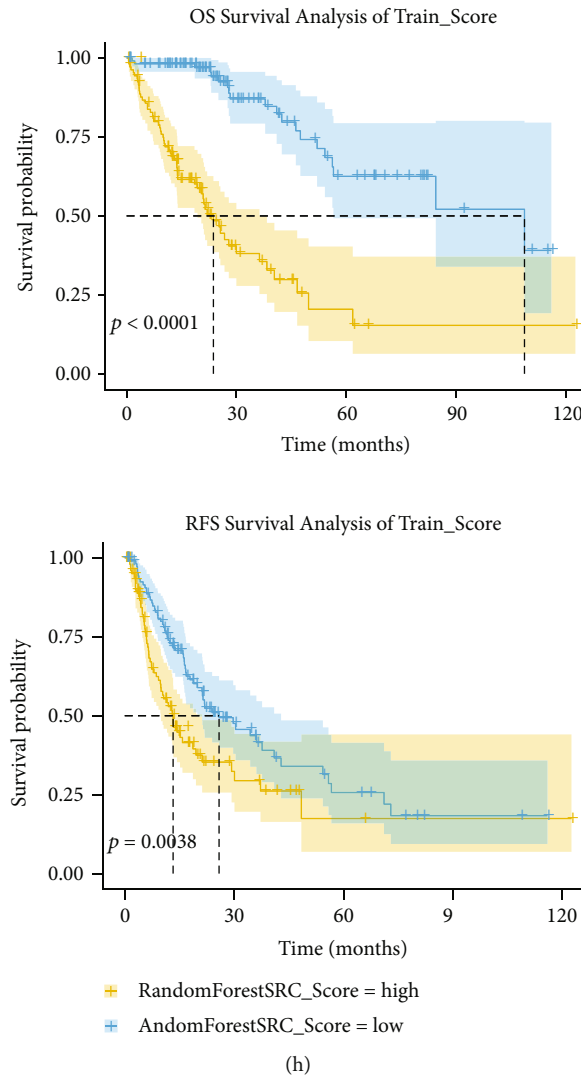 OS Survival Analysis of Train_Score
1.00
0.75
0.50
0.25
0.00
Survival probability
p < 0.0001
0 30 60 90 120
Time (months)
RFS Survival Analysis of Train_Score
1.00
0.75
0.50
0.25
0.00
Survival probability
p = 0.0038
0 30 60 9 120
Time (months)
RandomForestSRC_Score = high
AndomForestSRC_Score = low
(h)